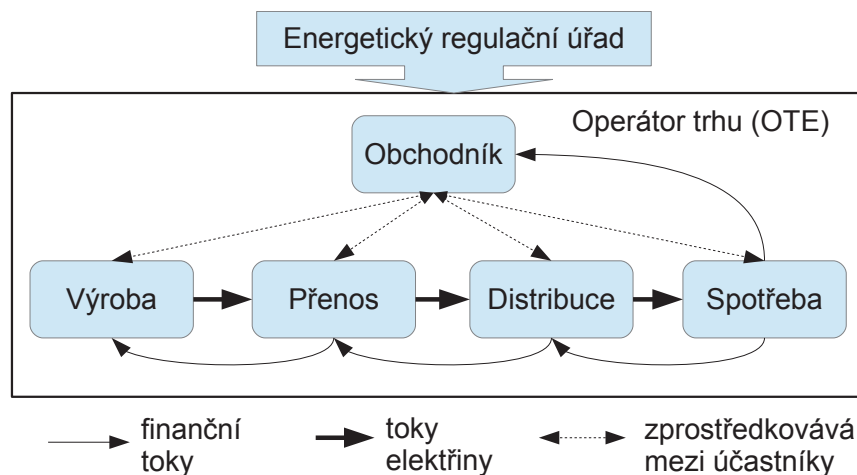 Energetický regulační úřad
Operátor trhu (OTE)
Obchodník
Výroba
Přenos
Distribuce
Spotřeba
finanční
toky
toky
elektřiny
zprostředkovává
mezi účastníky